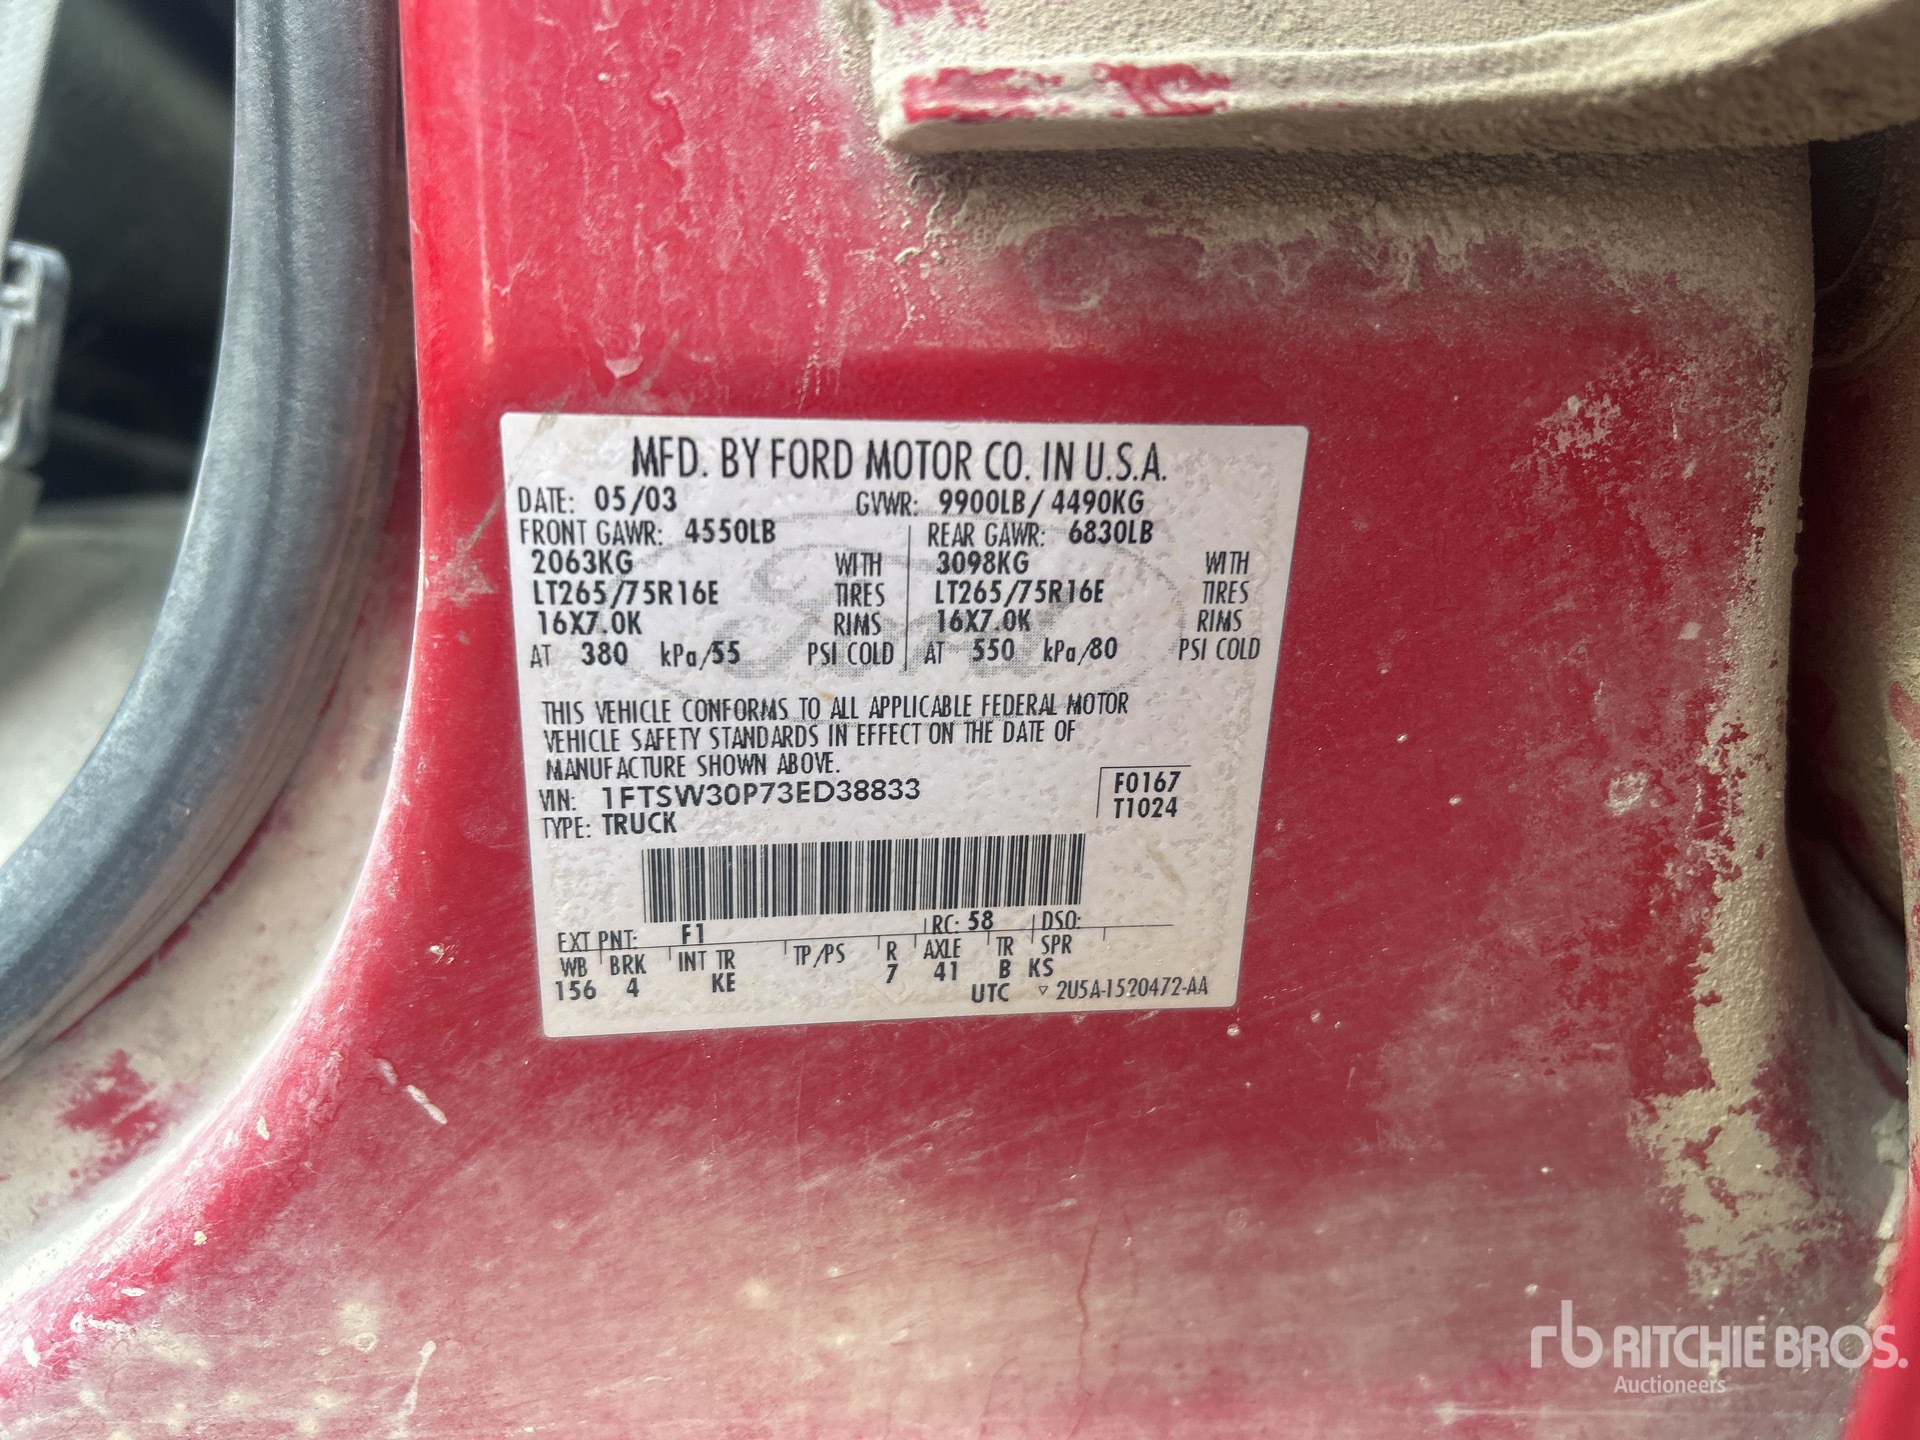 MFD. BY FORD MOTOR CO. IN U.S.A.
DATE: 05/03 GVWR: 9900LB/ 4490KG
FRONT GAWR: 4550LB REAR GAWR: 6830LB
2063KG WITH 3098KG WITH
LT265/75R16E TIRES LT265/75R16E TIRES
16X7.0K RIMS 16X7.0K RIMS
AT 380 kPa/55 PSI COLD AT 550 kPa/80 PSI COLD
THIS VEHICLE CONFORMS TO ALL APPLICABLE FEDERAL MOTOR
VEHICLE SAFETY STANDARDS IN EFFECT ON THE DATE OF
MANUFACTURE SHOWN ABOVE.
VIN: 1FTSW30P73ED38833 F0167
TYPE: TRUCK T1024
EXT PNT: F1 RC: 58 DSO:
WB BRK INT TR TP/PS R AXLE TR SPR
156 4 KE 7 41 B KS
UTC ▿ 2U5A-1520472-AA
rb RITCHIE BROS.
Auctioneers